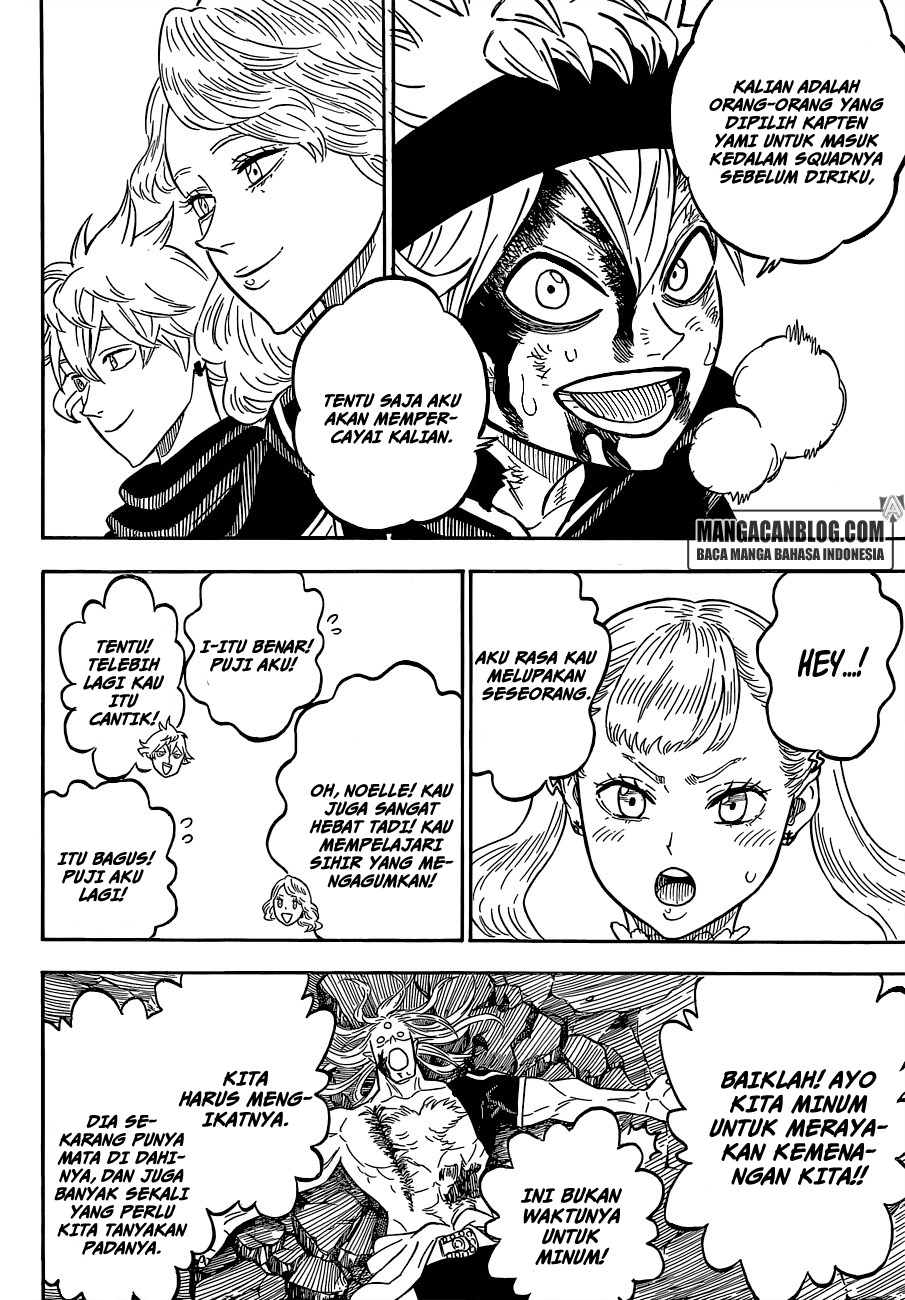 KALIAN ADALAH
ORANG-ORANG YANG
DIPILIH KAPTEN
YAMI UNTUK MASUK
KEDALAM SQUADNYA
SEBELUM DIRIKU,
TENTU SAJA AKU
AKAN MEMPER-
CAYAI KALIAN.
MANGACANBLOG.COM
BACA MANGA BAHASA INDONESIA
HEY...!
AKU RASA KAU
MELUPAKAN
SESEORANG.
OH, NOELLE! KAU
JUGA SANGAT
HEBAT TADI! KAU
MEMPELAJARI
SIHIR YANG ME-
NGAGUMKAN!
I-ITU BENAR!
PUJI AKU!
TENTU!
TELEBIH
LAGI KAU
ITU
CANTIK!
ITU BAGUS!
PUJI AKU
LAGI!
BAIKLAH! AYO
KITA MINUM
UNTUK MERAYA-
KAN KEMENA-
NGAN KITA!!
INI BUKAN
WAKTUNYA
UNTUK
MINUM!
KITA
HARUS MENG-
IKATNYA.
DIA SE-
KARANG PUNYA
MATA DI DAHI-
NYA, DAN JUGA
BANYAK SEKALI
YANG PERLU
KITA TANYAKAN
PADANYA.